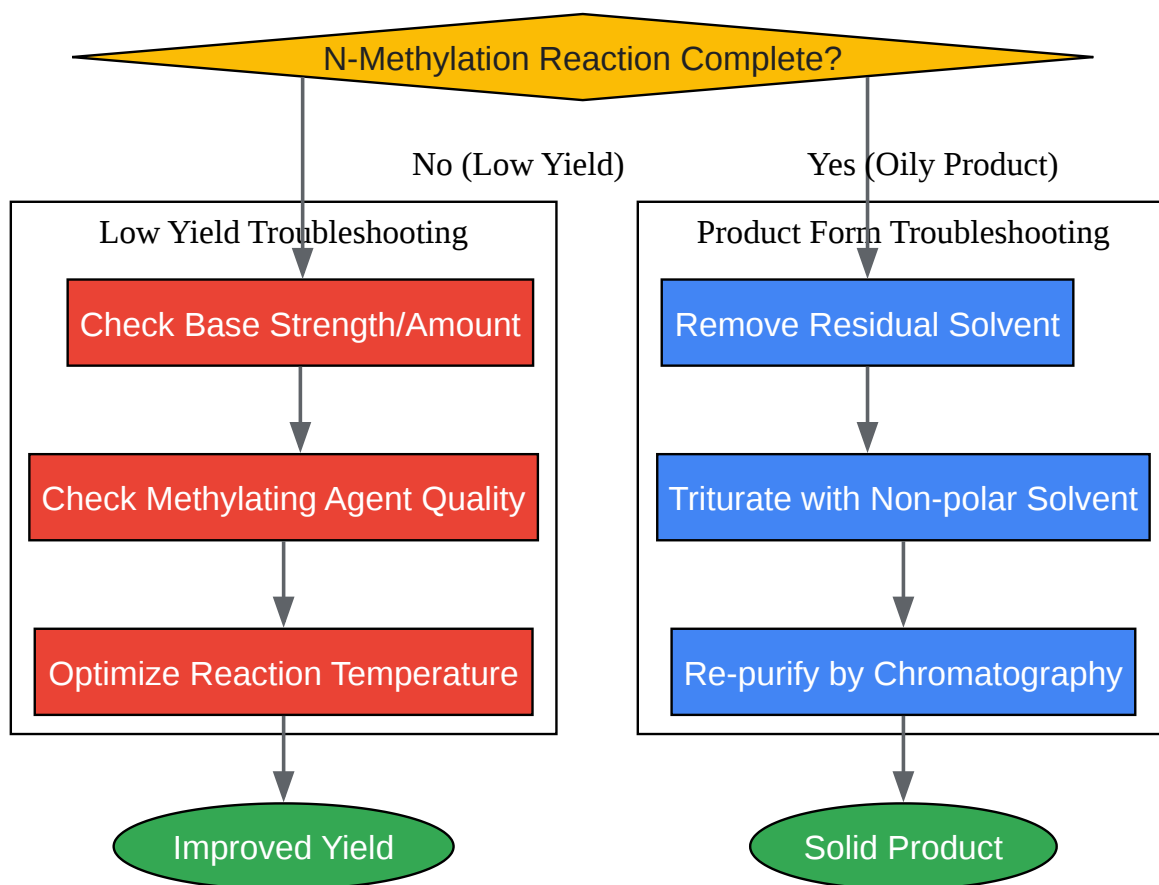 N-Methylation Reaction Complete?
No (Low Yield)
Yes (Oily Product)
Low Yield Troubleshooting
Product Form Troubleshooting
Check Base Strength/Amount
Remove Residual Solvent
Check Methylating Agent Quality
Triturate with Non-polar Solvent
Optimize Reaction Temperature
Re-purify by Chromatography
Improved Yield
Solid Product